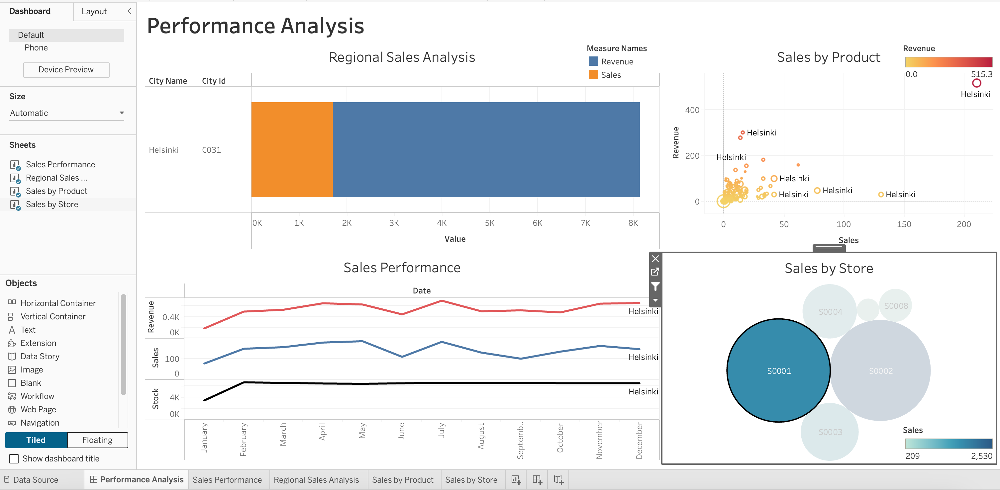 Dashboard
Layout
Default
Phone
Device Preview
Size
Automatic
Sheets
Sales Performance
Regional Sales ...
Sales by Product
Sales by Store
Objects
Horizontal Container
Vertical Container
Text
Extension
Data Story
Image
Blank
Workflow
Web Page
Navigation
Tiled
Floating
Show dashboard title
Performance Analysis
Regional Sales Analysis
Measure Names
Revenue
Sales
City Name
City Id
Helsinki
C031
0K
1K
2K
3K
4K
5K
6K
7K
8K
Value
Sales by Product
Revenue
0.0
515.3
Helsinki
400
Helsinki
Revenue
200
Helsinki
Helsinki
Helsinki
Helsinki
Helsinki
0
0
50
100
150
200
Sales
Sales Performance
Date
Revenue
0.4K
0K
Helsinki
Sales
100
0
Helsinki
Stock
4K
0K
Helsinki
January
February
March
April
May
June
July
August
Septemb..
October
November
December
Sales by Store
S0004
S0008
S0001
S0002
S0003
Sales
209
2,530
Data Source
Performance Analysis
Sales Performance
Regional Sales Analysis
Sales by Product
Sales by Store